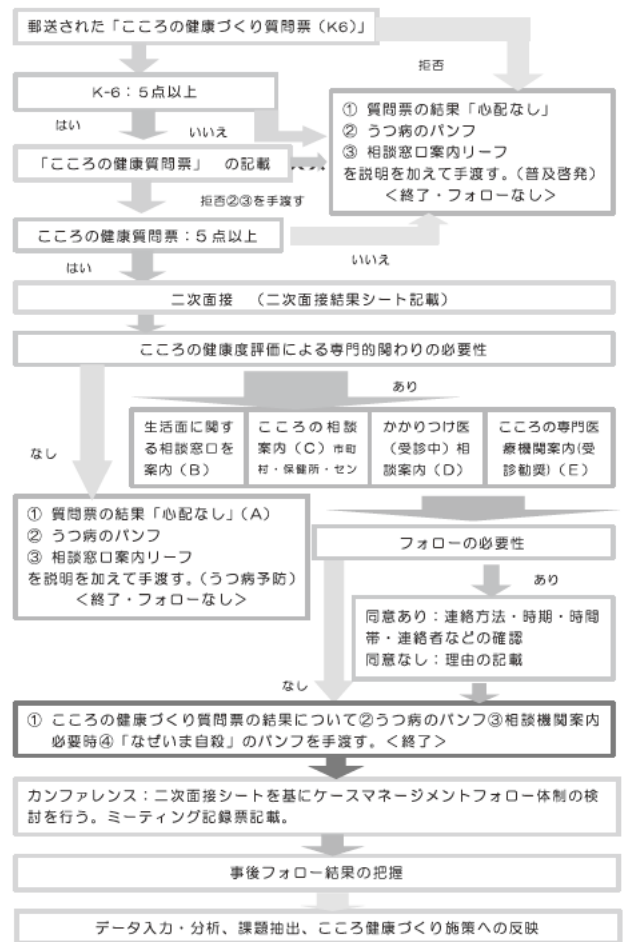 郵送された「こころの健康づくり質問票（K6）」
拒否
K-6：5点以上
① 質問票の結果「心配なし」
② うつ病のパンフ
③ 相談窓口案内リーフ
を説明を加えて手渡す。（普及啓発）
＜終了・フォローなし＞
はい
いいえ
「こころの健康質問票」 の記載
拒否②③を手渡す
こころの健康質問票：5点以上
いいえ
はい
二次面接 （二次面接結果シート記載）
こころの健康度評価による専門的関わりの必要性
あり
生活面に関す
る相談窓口を
案内（B）
こころの相談
案内（C）市町
村・保健所・セン
かかりつけ医
（受診中）相
談案内（D）
こころの専門医
療機関案内(受
診勧奨)（E）
なし
① 質問票の結果「心配なし」（A）
② うつ病のパンフ
③ 相談窓口案内リーフ
を説明を加えて手渡す。（うつ病予防）
＜終了・フォローなし＞
フォローの必要性
あり
同意あり：連絡方法・時期・時間
帯・連絡者などの確認
同意なし：理由の記載
なし
① こころの健康づくり質問票の結果について②うつ病のパンフ③相談機関案内
必要時④「なぜいま自殺」のパンフを手渡す。＜終了＞
カンファレンス：二次面接シートを基にケースマネージメントフォロー体制の検
討を行う。ミーティング記録票記載。
事後フォロー結果の把握
データ入力・分析、課題抽出、こころ健康づくり施策への反映